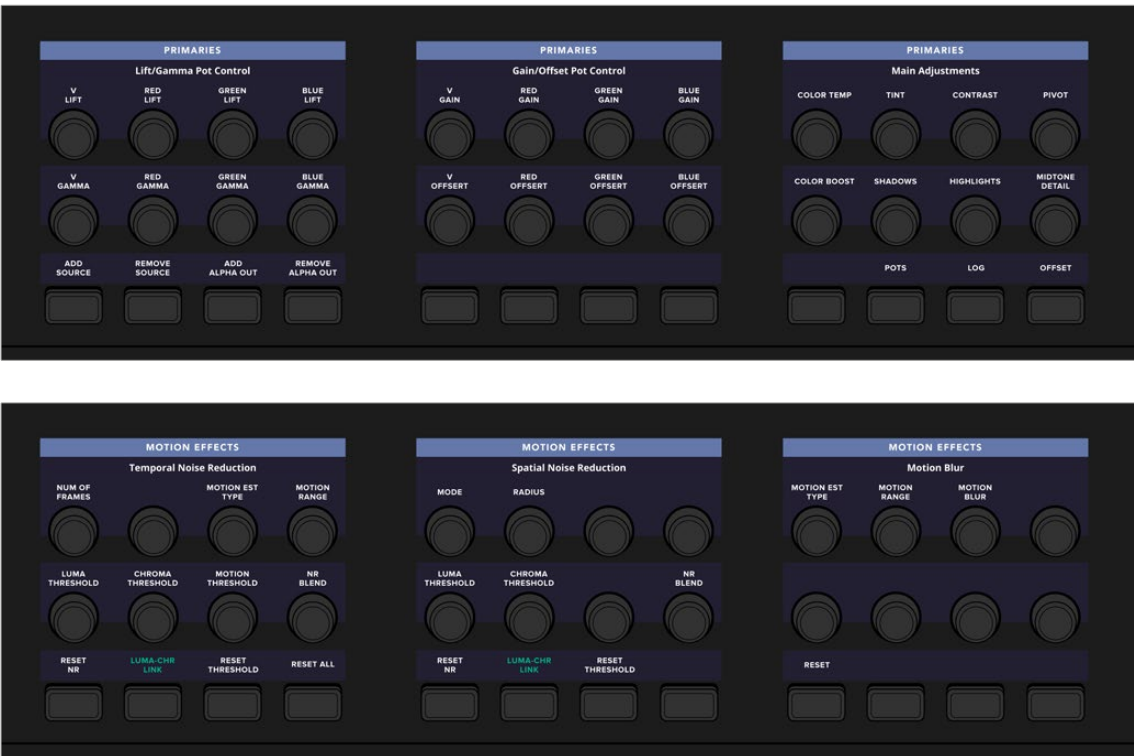 PRIMARIES
Lift/Gamma Pot Control
V
LIFT
RED
LIFT
GREEN
LIFT
BLUE
LIFT
V
GAMMA
RED
GAMMA
GREEN
GAMMA
BLUE
GAMMA
ADD
SOURCE
REMOVE
SOURCE
ADD
ALPHA OUT
REMOVE
ALPHA OUT
PRIMARIES
Gain/Offset Pot Control
V
GAIN
RED
GAIN
GREEN
GAIN
BLUE
GAIN
V
OFFSERT
RED
OFFSERT
GREEN
OFFSERT
BLUE
OFFSERT
PRIMARIES
Main Adjustments
COLOR TEMP
TINT
CONTRAST
PIVOT
COLOR BOOST
SHADOWS
HIGHLIGHTS
MIDTONE
DETAIL
POTS
LOG
OFFSET
MOTION EFFECTS
Temporal Noise Reduction
NUM OF
FRAMES
MOTION EST
TYPE
MOTION
RANGE
LUMA
THRESHOLD
CHROMA
THRESHOLD
MOTION
THRESHOLD
NR
BLEND
RESET
NR
LUMA-CHR
LINK
RESET
THRESHOLD
RESET ALL
MOTION EFFECTS
Spatial Noise Reduction
MODE
RADIUS
LUMA
THRESHOLD
CHROMA
THRESHOLD
NR
BLEND
RESET
NR
LUMA-CHR
LINK
RESET
THRESHOLD
MOTION EFFECTS
Motion Blur
MOTION EST
TYPE
MOTION
RANGE
MOTION
BLUR
RESET